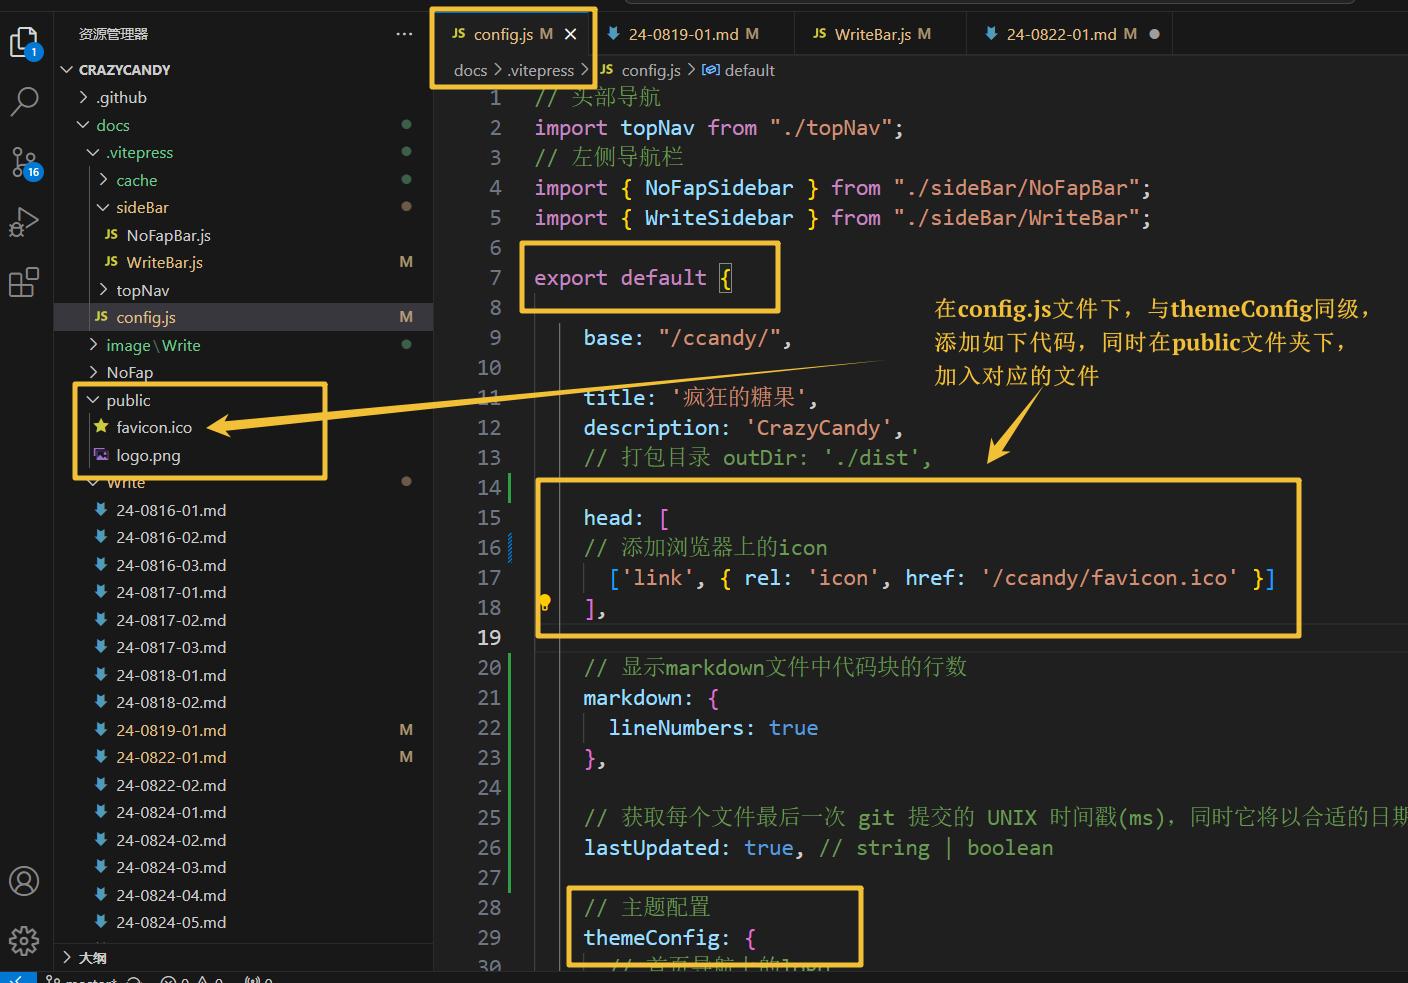 资源管理器
CRAZYCANDY
.github
docs
.vitepress
cache
sideBar
JS NoFapBar.js
JS WriteBar.js M
topNav
JS config.js M
image\Write
NoFap
public
favicon.ico
logo.png
Write
24-0816-01.md
24-0816-02.md
24-0816-03.md
24-0817-01.md
24-0817-02.md
24-0817-03.md
24-0818-01.md
24-0818-02.md
24-0819-01.md M
24-0822-01.md M
24-0822-02.md
24-0824-01.md
24-0824-02.md
24-0824-03.md
24-0824-04.md
24-0824-05.md
大纲
1
16
JS config.js M
24-0819-01.md M
JS WriteBar.js M
24-0822-01.md M
docs > .vitepress > JS config.js > default
1 // 头部导航
2 import topNav from "./topNav";
3 // 左侧导航栏
4 import { NoFapSidebar } from "./sideBar/NoFapBar";
5 import { WriteSidebar } from "./sideBar/WriteBar";
6
7 export default {
8
9 base: "/ccandy/",
10
11 title: '疯狂的糖果',
12 description: 'CrazyCandy',
13 // 打包目录 outDir: './dist',
14
15 head: [
16 // 添加浏览器上的icon
17 ['link', { rel: 'icon', href: '/ccandy/favicon.ico' }]
18 ],
19
20 // 显示markdown文件中代码块的行数
21 markdown: {
22 lineNumbers: true
23 },
24
25 // 获取每个文件最后一次 git 提交的 UNIX 时间戳(ms)，同时它将以合适的日期
26 lastUpdated: true, // string | boolean
27
28 // 主题配置
29 themeConfig: {
30 // 首页导航上的logo
在config.js文件下，与themeConfig同级，
添加如下代码，同时在public文件夹下，
加入对应的文件
master*
0
0
0